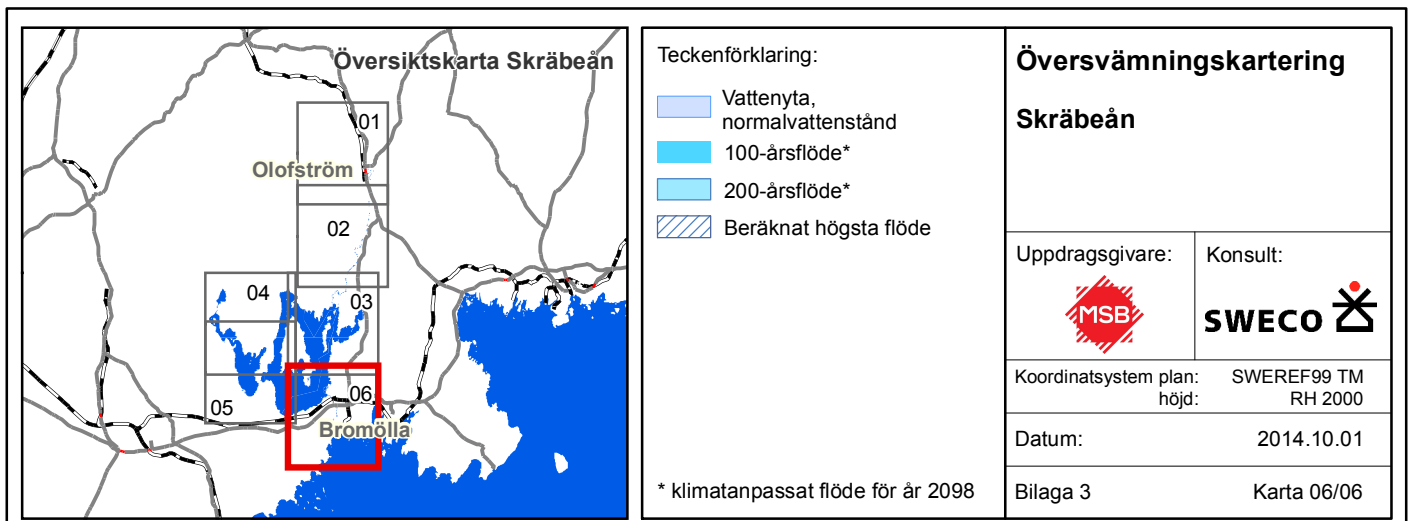 Översiktskarta Skräbeån
01
Olofström
02
04
03
05
06
Bromölla
Teckenförklaring:
Vattenyta,
normalvattenstånd
100-årsflöde*
200-årsflöde*
Beräknat högsta flöde
* klimatanpassat flöde för år 2098
Översvämningskartering
Skräbeån
Uppdragsgivare:
MSB
Konsult:
SWECO
Koordinatsystem plan: SWEREF99 TM
höjd: RH 2000
Datum: 2014.10.01
Bilaga 3 Karta 06/06